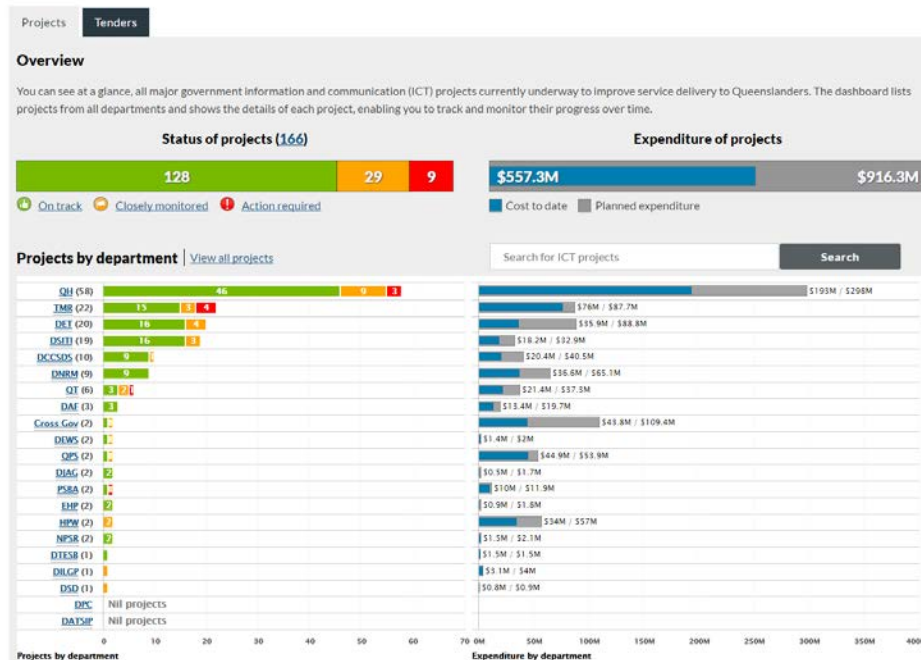 Projects
Tenders
Overview
You can see at a glance, all major government information and communication (ICT) projects currently underway to improve service delivery to Queenslanders. The dashboard lists
projects from all departments and shows the details of each project, enabling you to track and monitor their progress over time.
Status of projects (166)
Expenditure of projects
128 29 9
$557.3M $916.3M
On track Closely monitored Action required
Cost to date Planned expenditure
Projects by department | View all projects
Search for ICT projects Search
QH (58) 46 9 3 $193M / $298M
TMR (22) 15 3 4 $76M / $87.7M
DET (20) 16 4 $35.9M / $88.8M
DSITI (19) 16 3 $18.2M / $32.9M
DCCSDS (10) 9 $20.4M / $40.5M
DNRM (9) 9 $36.6M / $65.1M
QT (6) 3 2 $21.4M / $37.3M
DAF (3) 3 $13.4M / $19.7M
Cross Gov (2) $43.8M / $109.4M
DEWS (2) $1.4M / $2M
QPS (2) $44.9M / $53.9M
DJAG (2) 2 $0.5M / $1.7M
PSBA (2) $10M / $11.9M
EHP (2) 2 $0.9M / $1.8M
HPW (2) 2 $34M / $57M
NPSR (2) 2 $1.5M / $2.1M
DTESB (1) $1.5M / $1.5M
DILGP (1) $3.1M / $4M
DSD (1) $0.8M / $0.9M
DPC Nil projects
DATSIP Nil projects
0 10 20 30 40 50 60 70 0M 50M 100M 150M 200M 250M 300M 350M
Projects by department
Expenditure by department